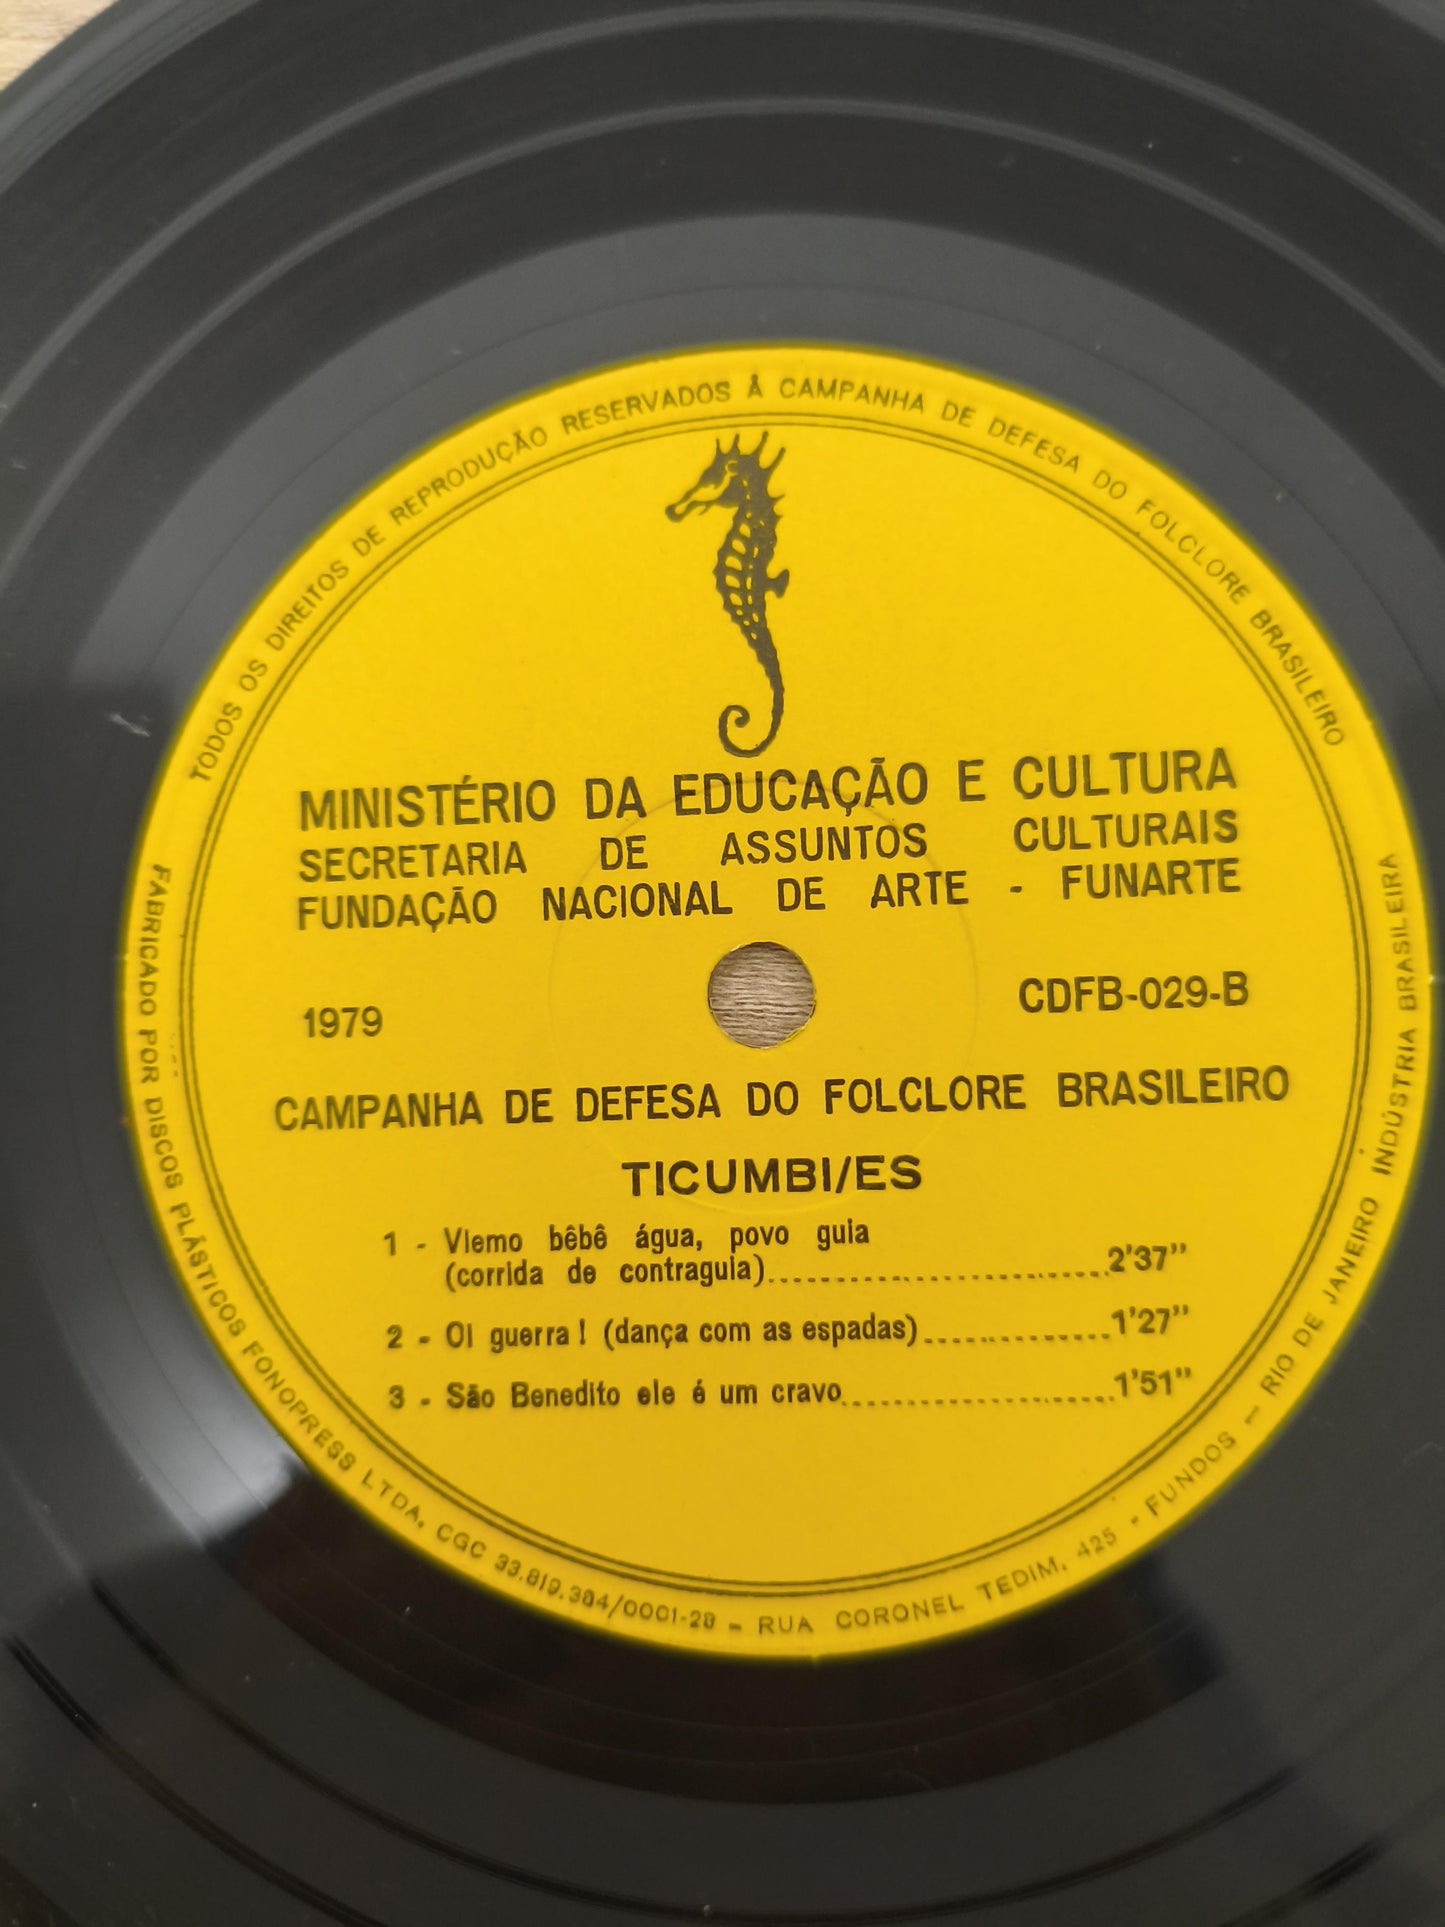 TODOS OS DIREITOS DE REPRODUÇÃO RESERVADOS À CAMPANHA DE DEFESA DO FOLCLORE BRASILEIRO
MINISTÉRIO DA EDUCAÇÃO E CULTURA
SECRETARIA DE ASSUNTOS CULTURAIS
FUNDAÇÃO NACIONAL DE ARTE - FUNARTE
1979 CDFB-029-B
CAMPANHA DE DEFESA DO FOLCLORE BRASILEIRO
TICUMBI/ES
1 - Viemo bêbê água, povo guia
(corrida de contraguia).......................2'37"
2 - Oi guerra! (dança com as espadas)..............1'27"
3 - São Benedito ele é um cravo....................1'51"
FABRICADO POR DISCOS PLÁSTICOS FONOPRESS LTDA. CGC 33.819.384/0001-28 - RUA CORONEL TEDIM, 425 - FUNDOS - RIO DE JANEIRO INDÚSTRIA BRASILEIRA